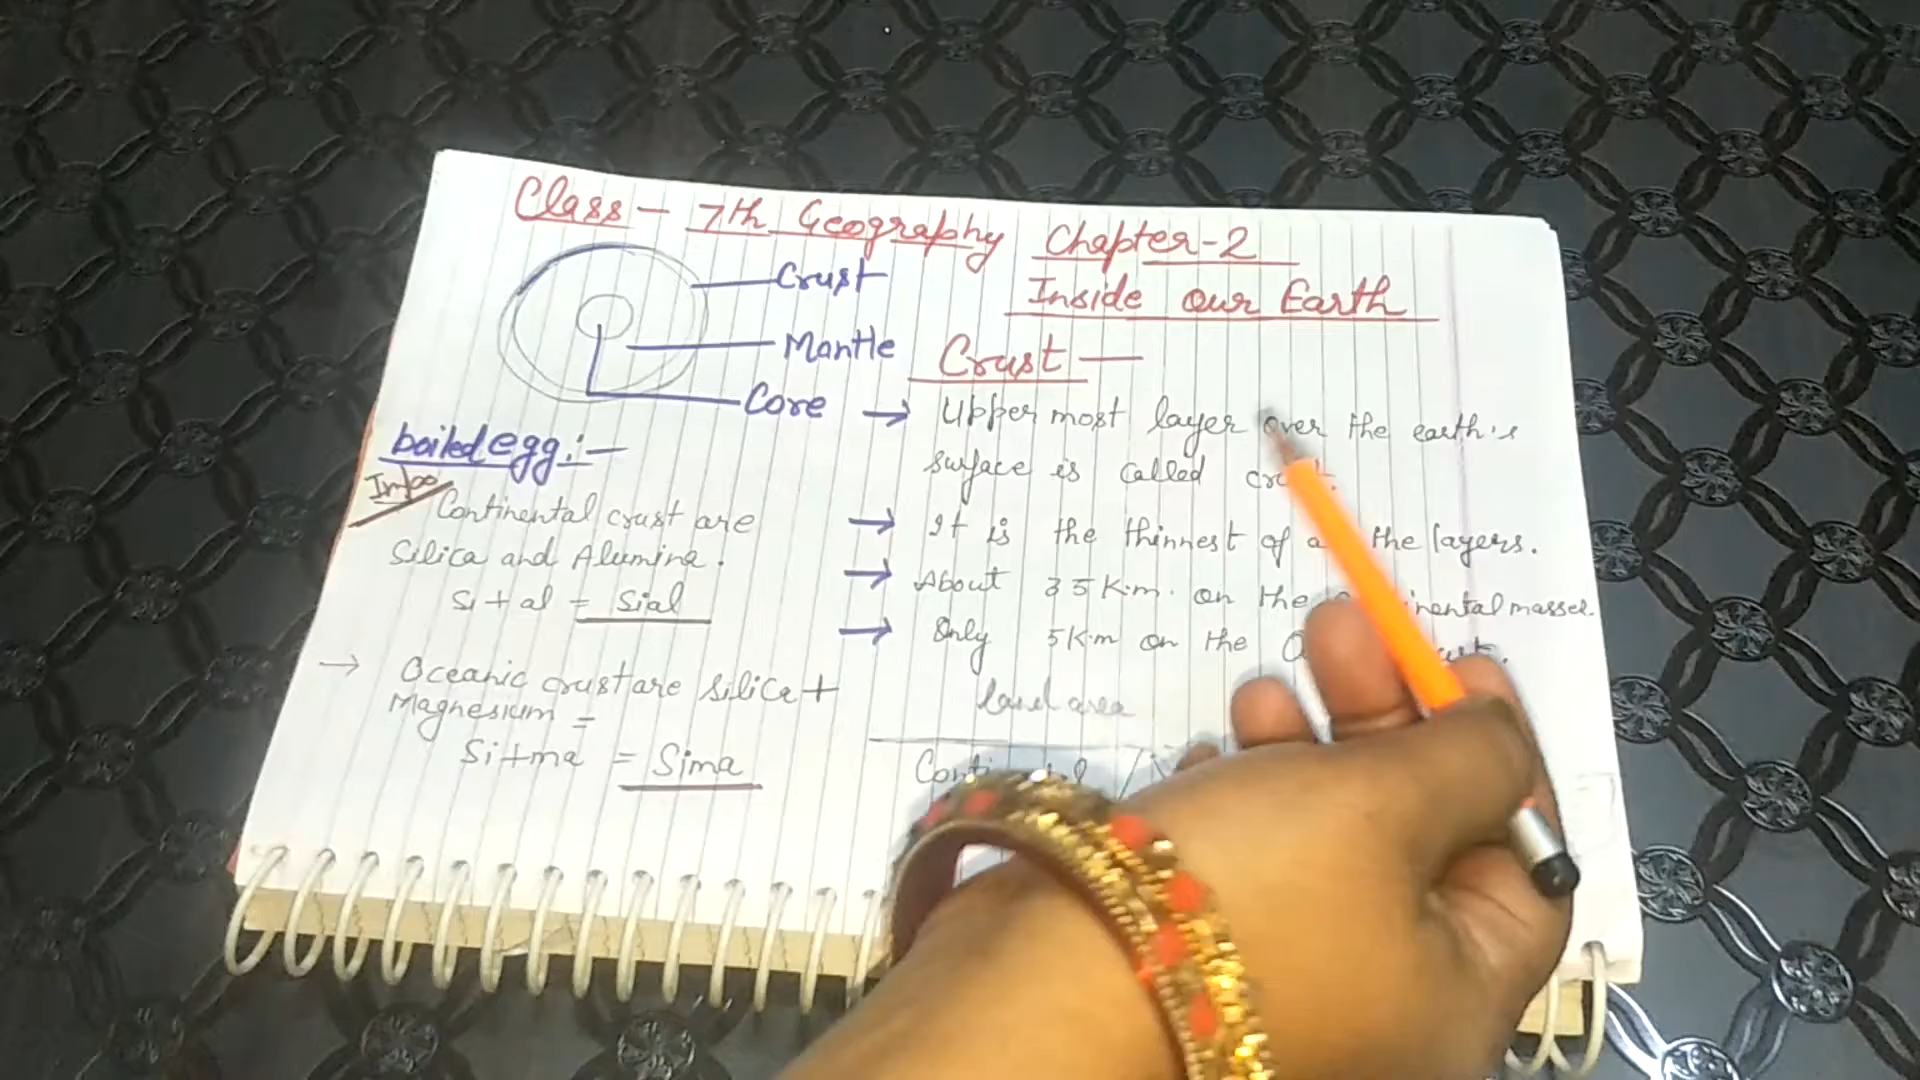 Class - 7th Geography Chapter-2
Inside our Earth
Crust
Mantle
Core
boiled egg :-
Impo
Continental crust are
Silica and Alumina.
Si + al = Sial
→ Oceanic crust are silica +
Magnesium =
Si+ma = Sima
Crust —
→ Upper most layer over the earth's
surface is called
→ It is the thinnest of the layers.
→ About 35 K.m. on the masses.
→ Only 5 K.m on the
land area